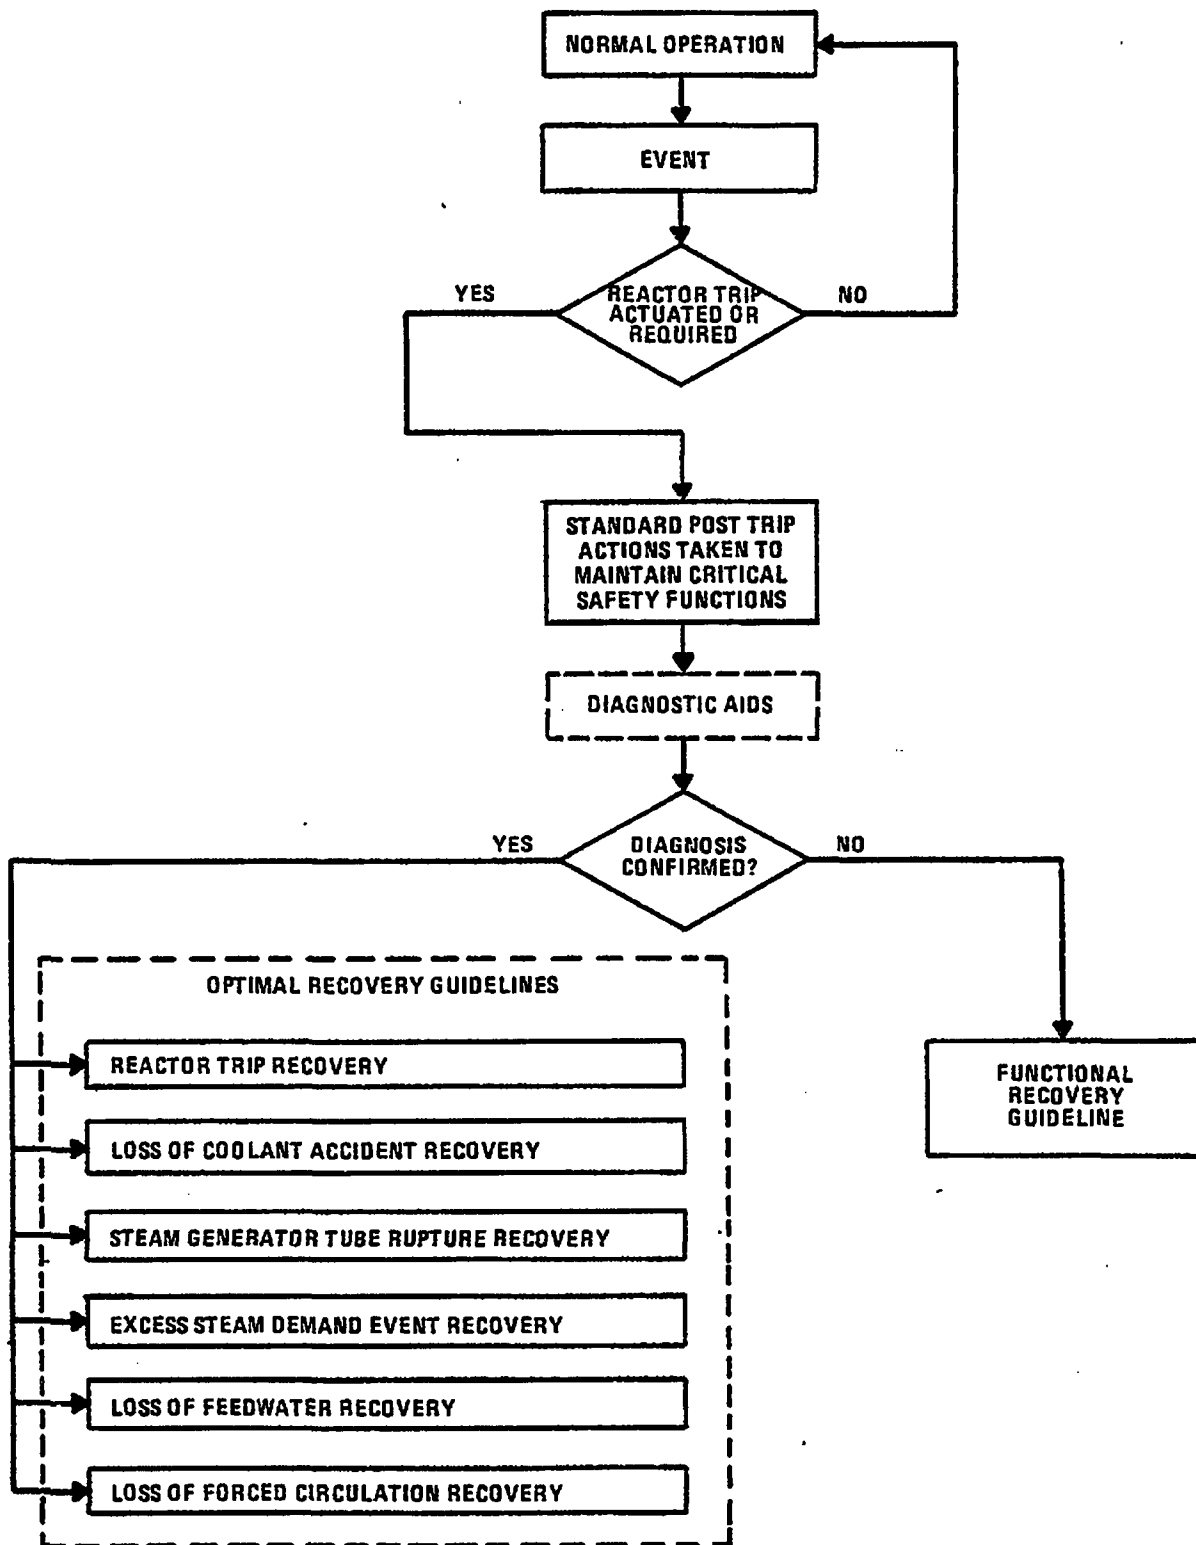 NORMAL OPERATION
EVENT
YES
REACTOR TRIP
ACTUATED OR
REQUIRED
NO
STANDARD POST TRIP
ACTIONS TAKEN TO
MAINTAIN CRITICAL
SAFETY FUNCTIONS
DIAGNOSTIC AIDS
YES
DIAGNOSIS
CONFIRMED?
NO
OPTIMAL RECOVERY GUIDELINES
REACTOR TRIP RECOVERY
LOSS OF COOLANT ACCIDENT RECOVERY
STEAM GENERATOR TUBE RUPTURE RECOVERY
EXCESS STEAM DEMAND EVENT RECOVERY
LOSS OF FEEDWATER RECOVERY
LOSS OF FORCED CIRCULATION RECOVERY
FUNCTIONAL
RECOVERY
GUIDELINE